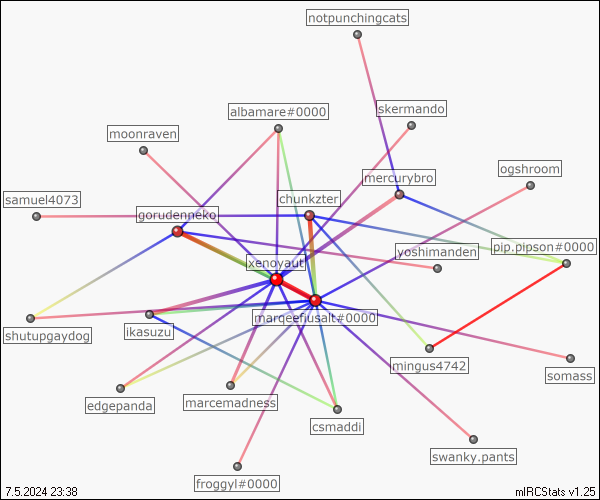 notpunchingcats
albamare#0000
skermando
moonraven
mercurybro
ogshroom
samuel4073
chunkzter
gorudenneko
yoshimanden
pip.pipson#0000
xenovault
marqeefiusalt#0000
shutupgaydog
ikasuzu
mingus4742
somass
edgepanda
marcemadness
csmaddi
swanky.pants
froggyl#0000
7.5.2024 23:38
mIRCStats v1.25